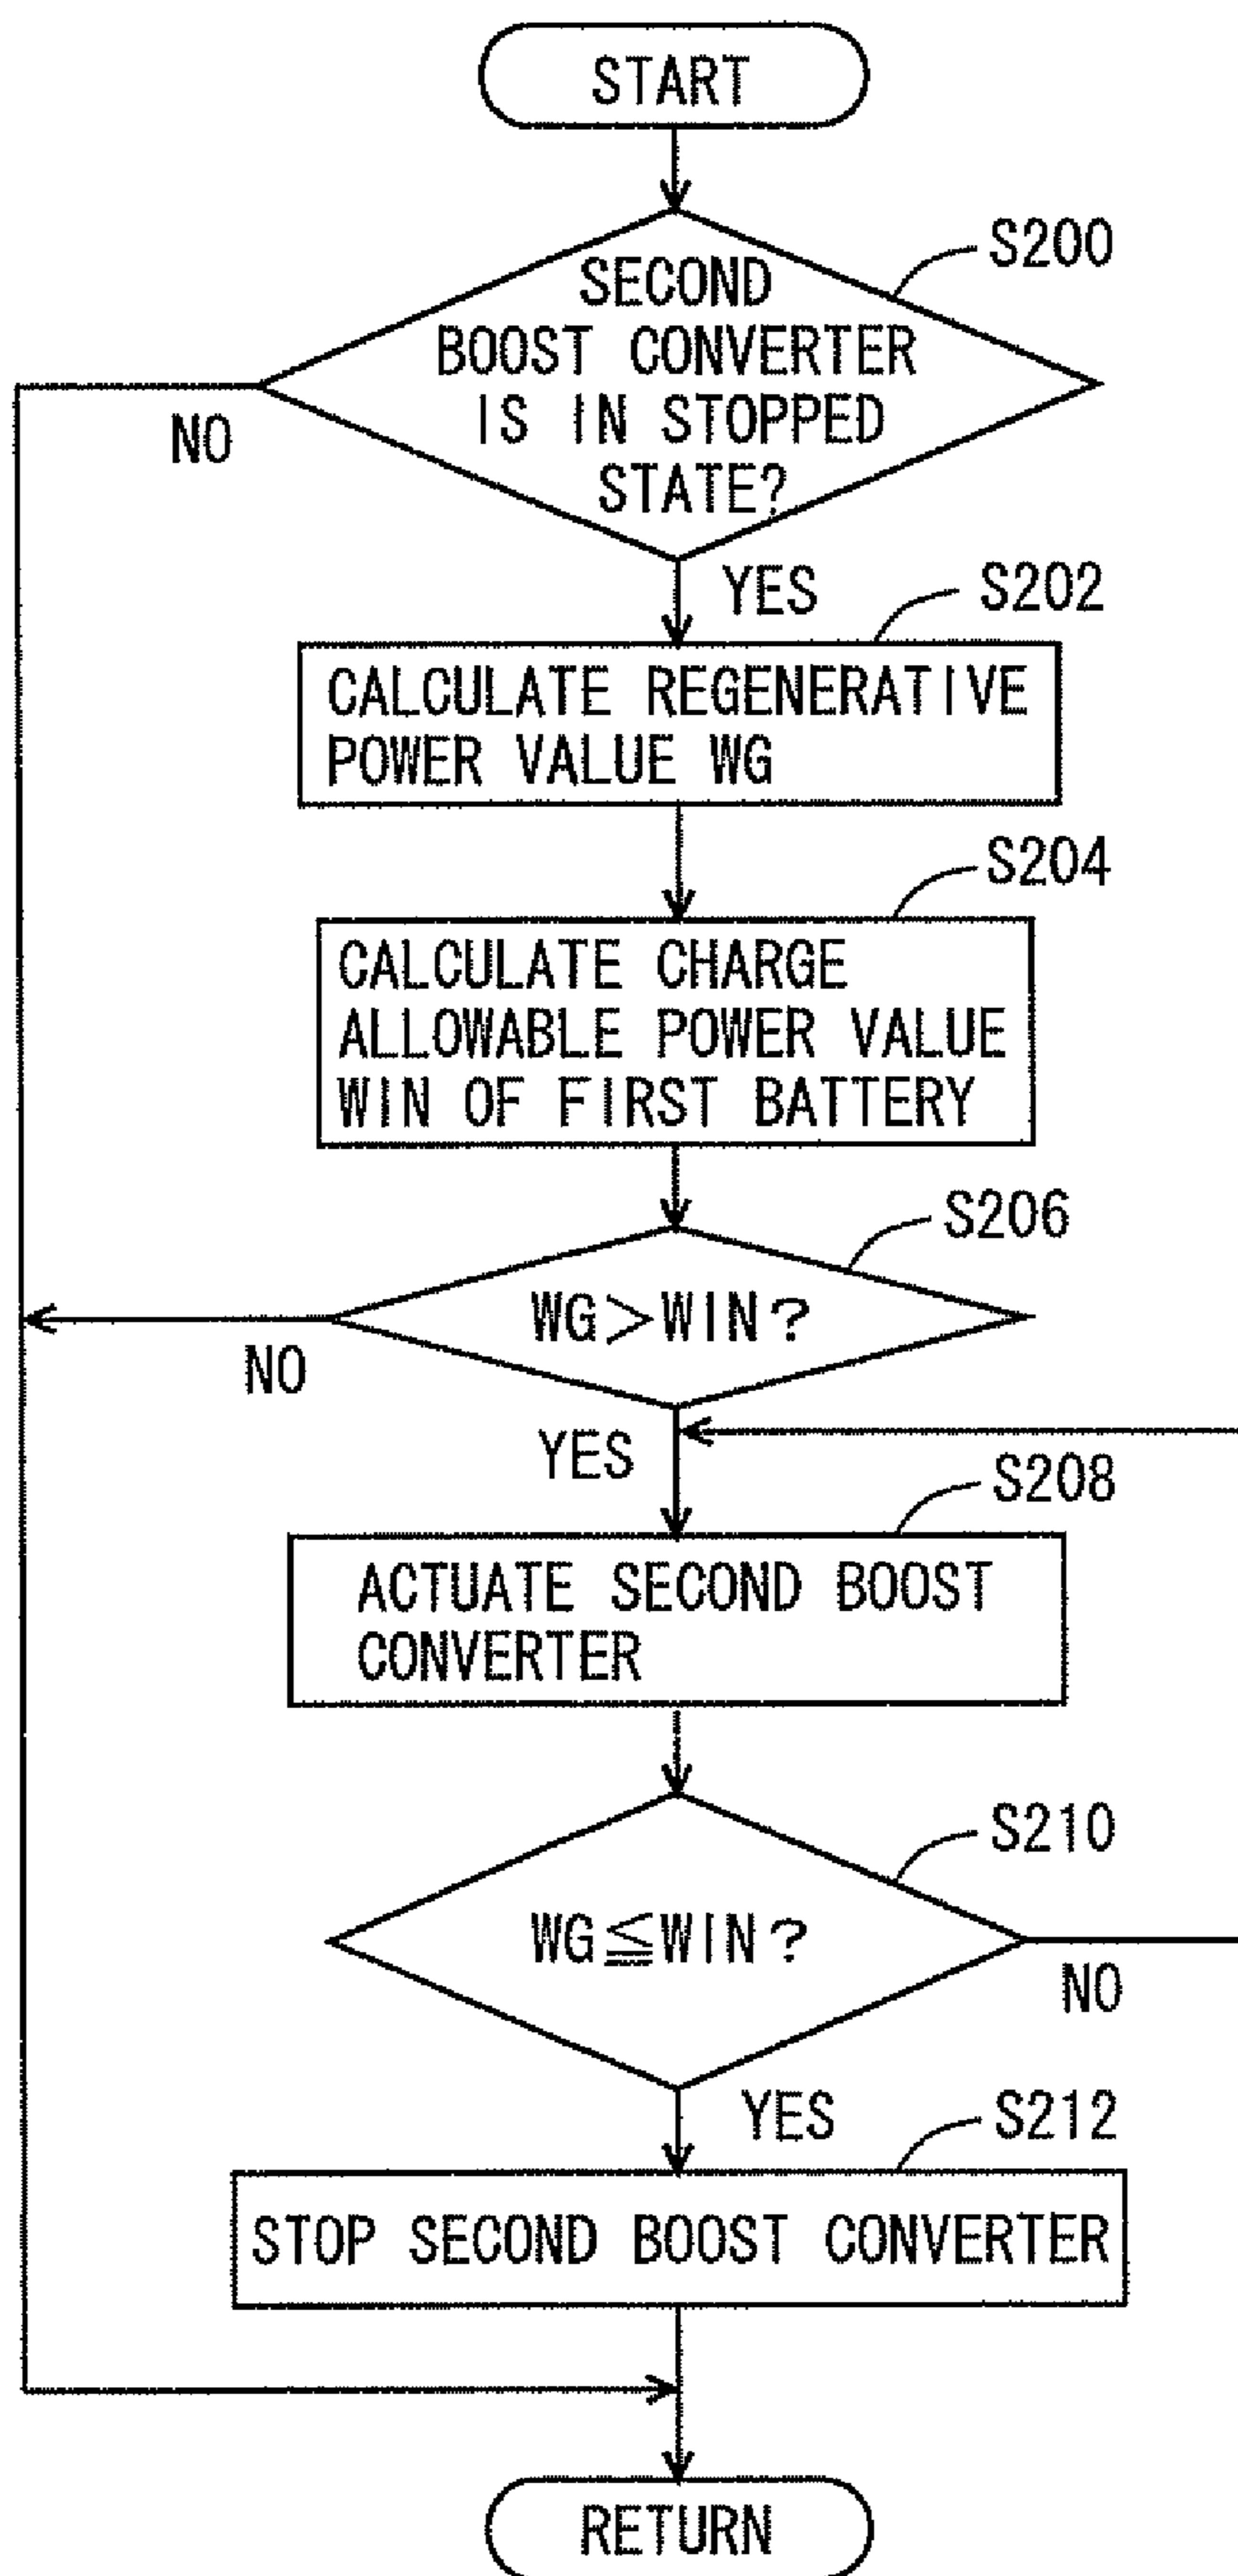 START
S200
SECOND
BOOST CONVERTER
IS IN STOPPED
STATE?
NO
YES
S202
CALCULATE REGENERATIVE
POWER VALUE WG
S204
CALCULATE CHARGE
ALLOWABLE POWER VALUE
WIN OF FIRST BATTERY
S206
WG>WIN?
NO
YES
S208
ACTUATE SECOND BOOST
CONVERTER
S210
WG≦WIN?
NO
YES
S212
STOP SECOND BOOST CONVERTER
RETURN